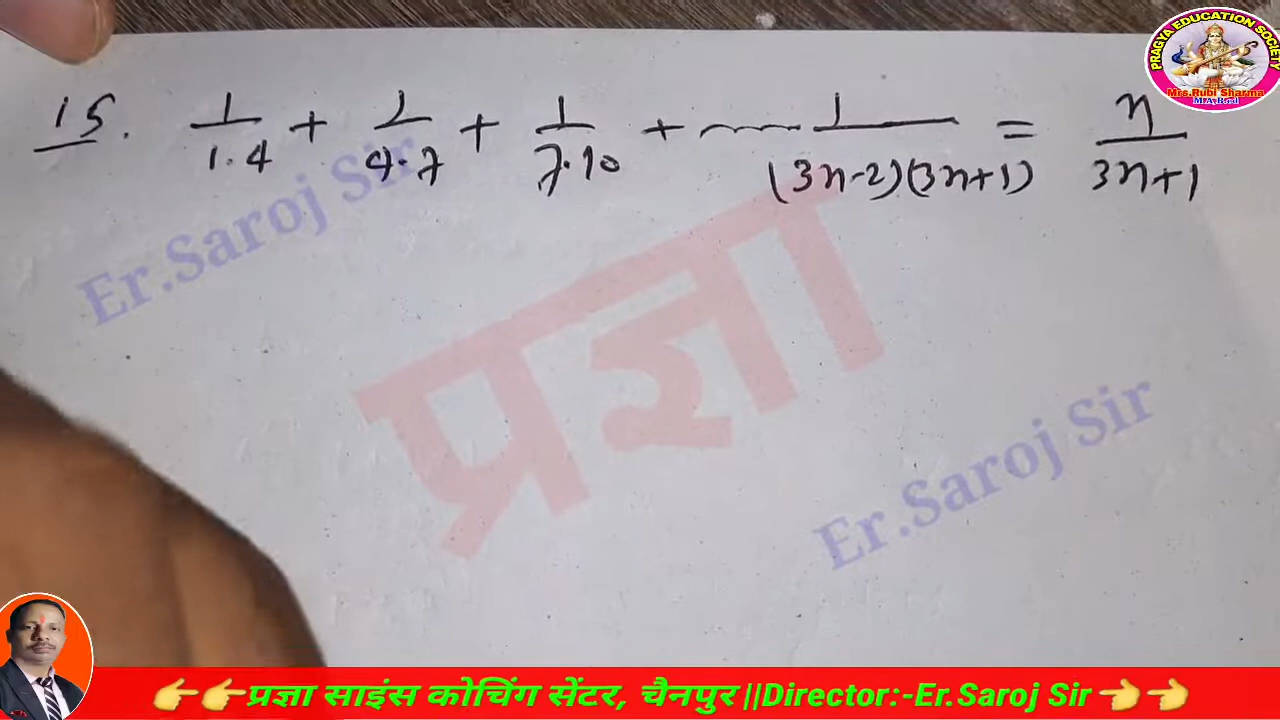 15. 1/1.4 + 1/4.7 + 1/7.10 + ------ 1/(3n-2)(3n+1) = n/3n+1
PRAGYA EDUCATION SOCIETY
Mrs.Rubi Sharma
M.A, B.ed
Er.Saroj Sir
प्रज्ञा
Er.Saroj Sir
👉👉प्रज्ञा साइंस कोचिंग सेंटर, चैनपुर||Director:-Er.Saroj Sir👈👈